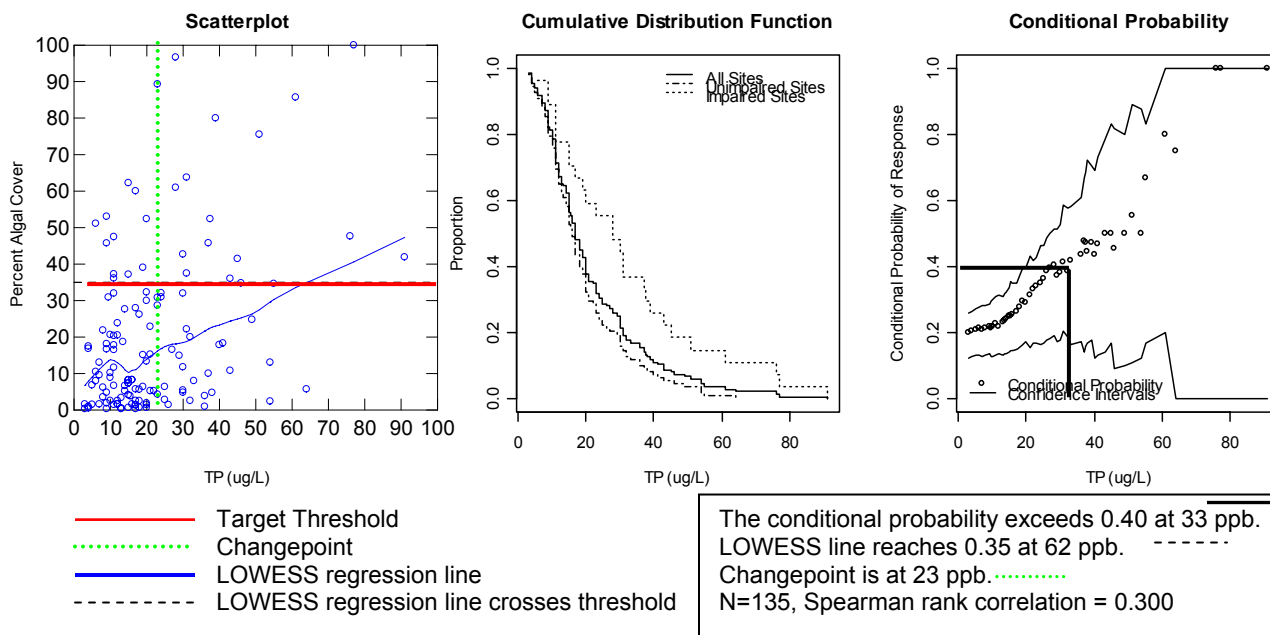 Scatterplot
100
90
80
70
60
50
40
30
20
10
0
Percent Algal Cover
0 10 20 30 40 50 60 70 80 90 100
TP (ug/L)
Cumulative Distribution Function
1.0
0.8
0.6
0.4
0.2
0.0
Proportion
All Sites
Unimpaired Sites
Impaired Sites
0 20 40 60 80
TP (ug/L)
Conditional Probability
1.0
0.8
0.6
0.4
0.2
0.0
Conditional Probability of Response
Conditional Probability
Confidence Intervals
0 20 40 60 80
TP (ug/L)
Target Threshold
Changepoint
LOWESS regression line
LOWESS regression line crosses threshold
The conditional probability exceeds 0.40 at 33 ppb.
LOWESS line reaches 0.35 at 62 ppb.
Changepoint is at 23 ppb.
N=135, Spearman rank correlation = 0.300